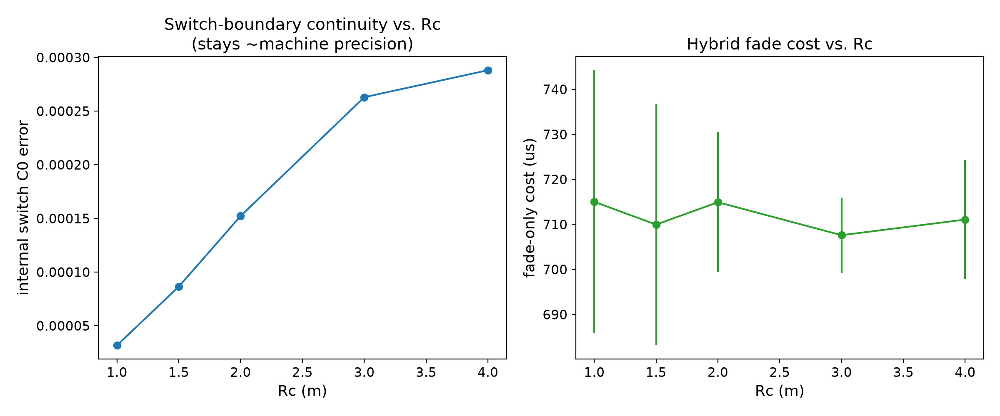 Switch-boundary continuity vs. Rc
(stays ~machine precision)
0.00030
0.00025
0.00020
0.00015
0.00010
0.00005
internal switch C0 error
1.0 1.5 2.0 2.5 3.0 3.5 4.0
Rc (m)
Hybrid fade cost vs. Rc
740
730
720
710
700
690
fade-only cost (us)
1.0 1.5 2.0 2.5 3.0 3.5 4.0
Rc (m)